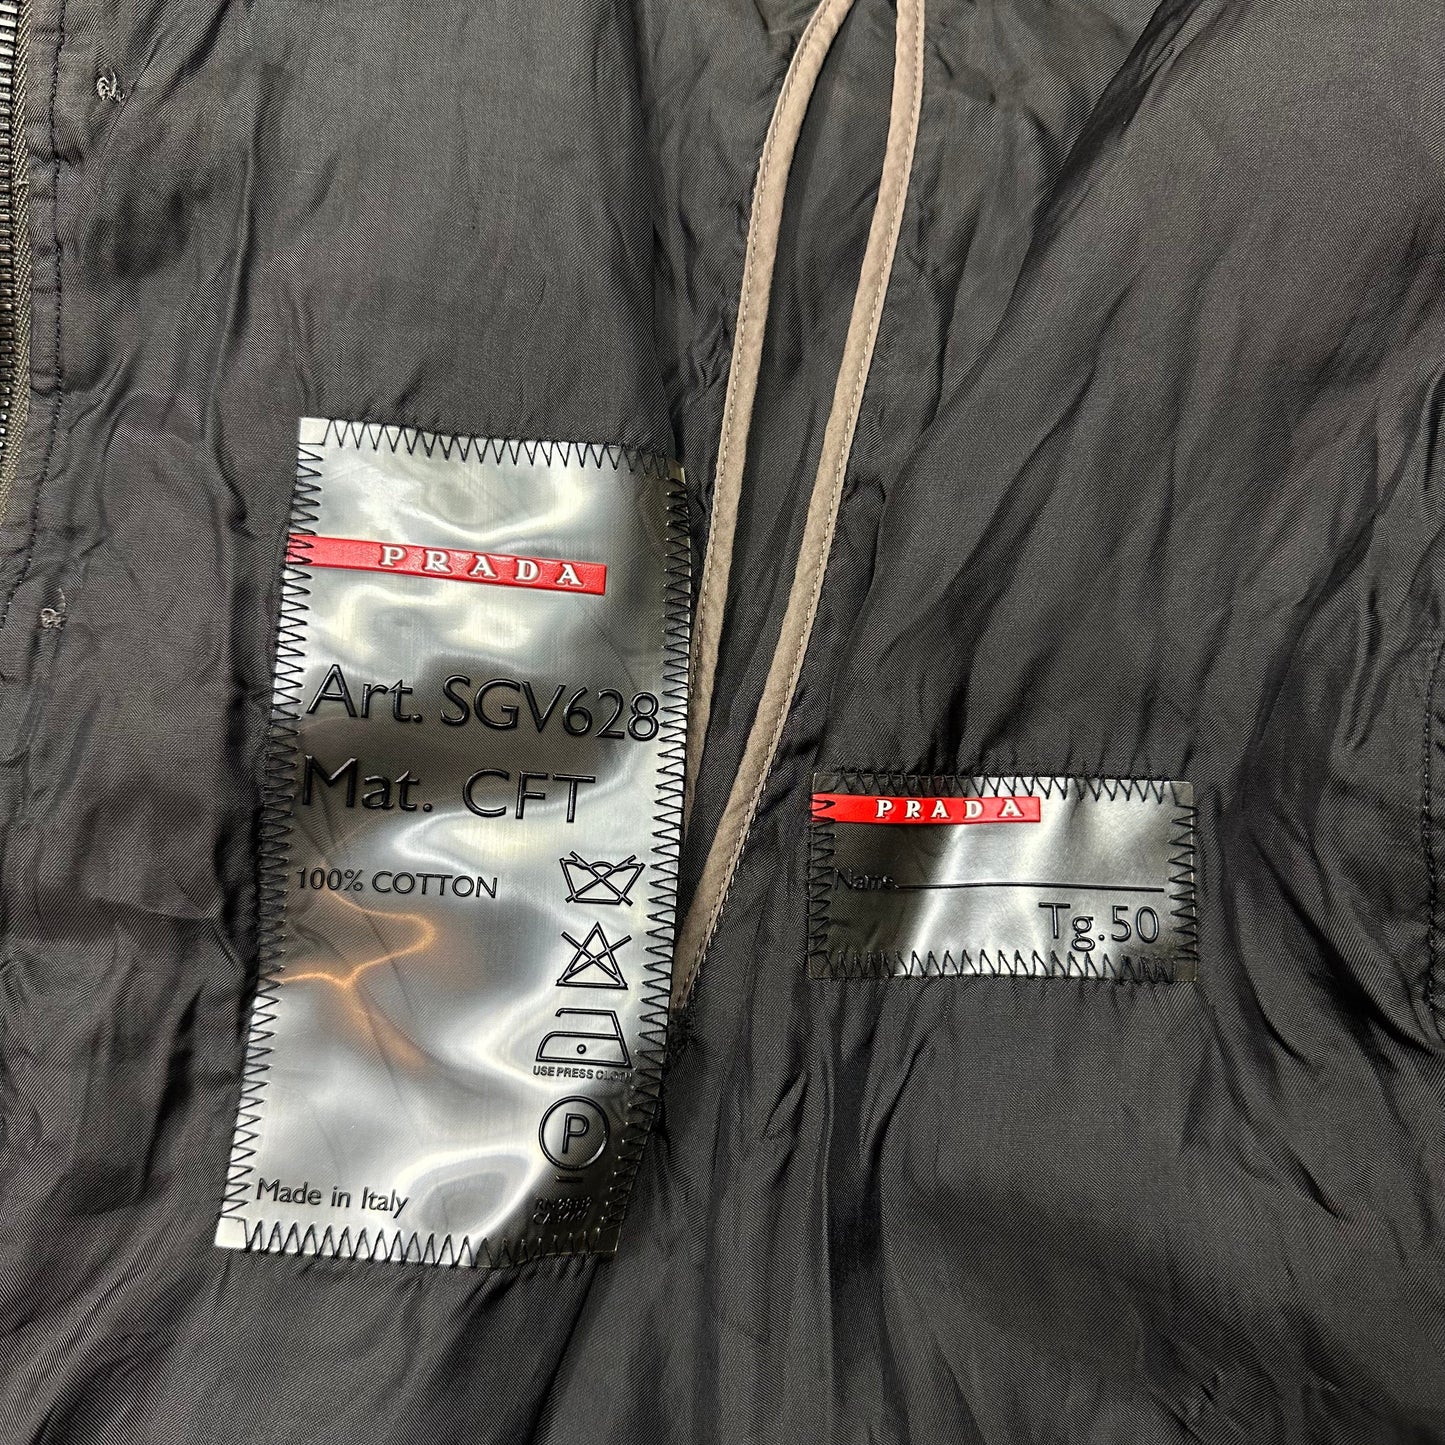 PRADA
Art. SGV628
Mat. CFT
100% COTTON
USE PRESS CLOTH
P
Made in Italy
PRADA
Name
Tg.50